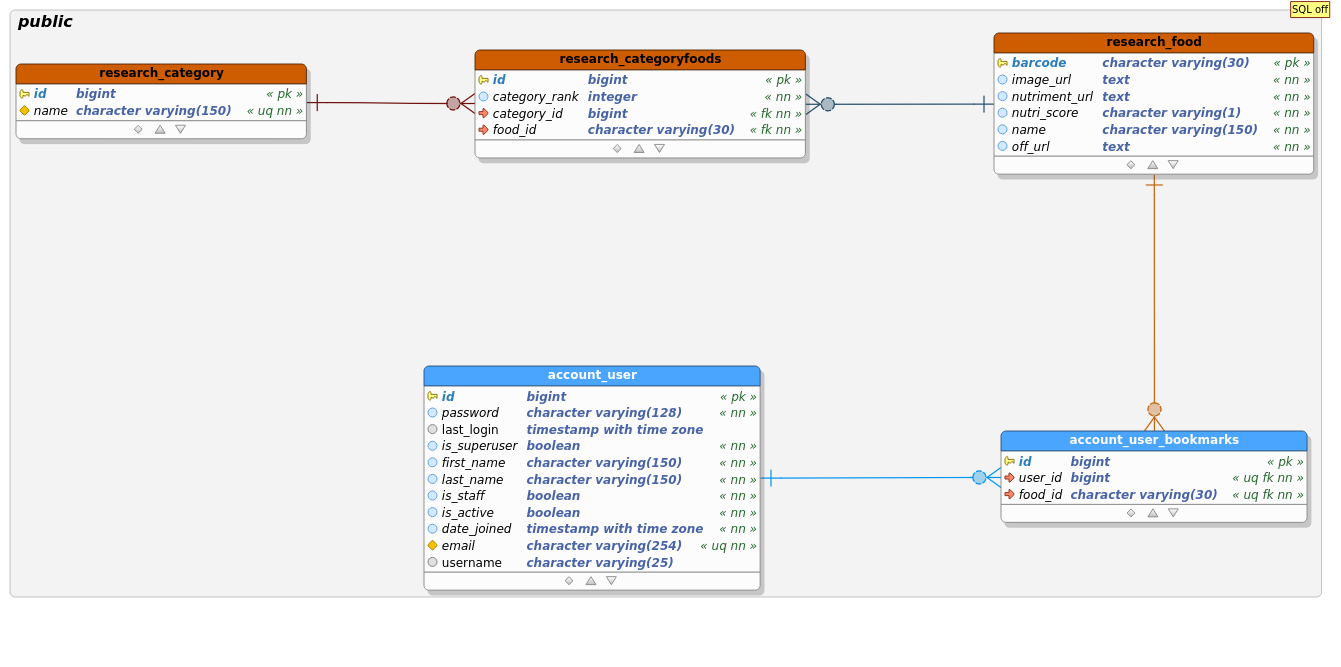 SQL off
public
research_category
id bigint « pk »
name character varying(150) « uq nn »
research_categoryfoods
id bigint « pk »
category_rank integer « nn »
category_id bigint « fk nn »
food_id character varying(30) « fk nn »
research_food
barcode character varying(30) « pk »
image_url text « nn »
nutriment_url text « nn »
nutri_score character varying(1) « nn »
name character varying(150) « nn »
off_url text « nn »
account_user
id bigint « pk »
password character varying(128) « nn »
last_login timestamp with time zone
is_superuser boolean « nn »
first_name character varying(150) « nn »
last_name character varying(150) « nn »
is_staff boolean « nn »
is_active boolean « nn »
date_joined timestamp with time zone « nn »
email character varying(254) « uq nn »
username character varying(25)
account_user_bookmarks
id bigint « pk »
user_id bigint « uq fk nn »
food_id character varying(30) « uq fk nn »